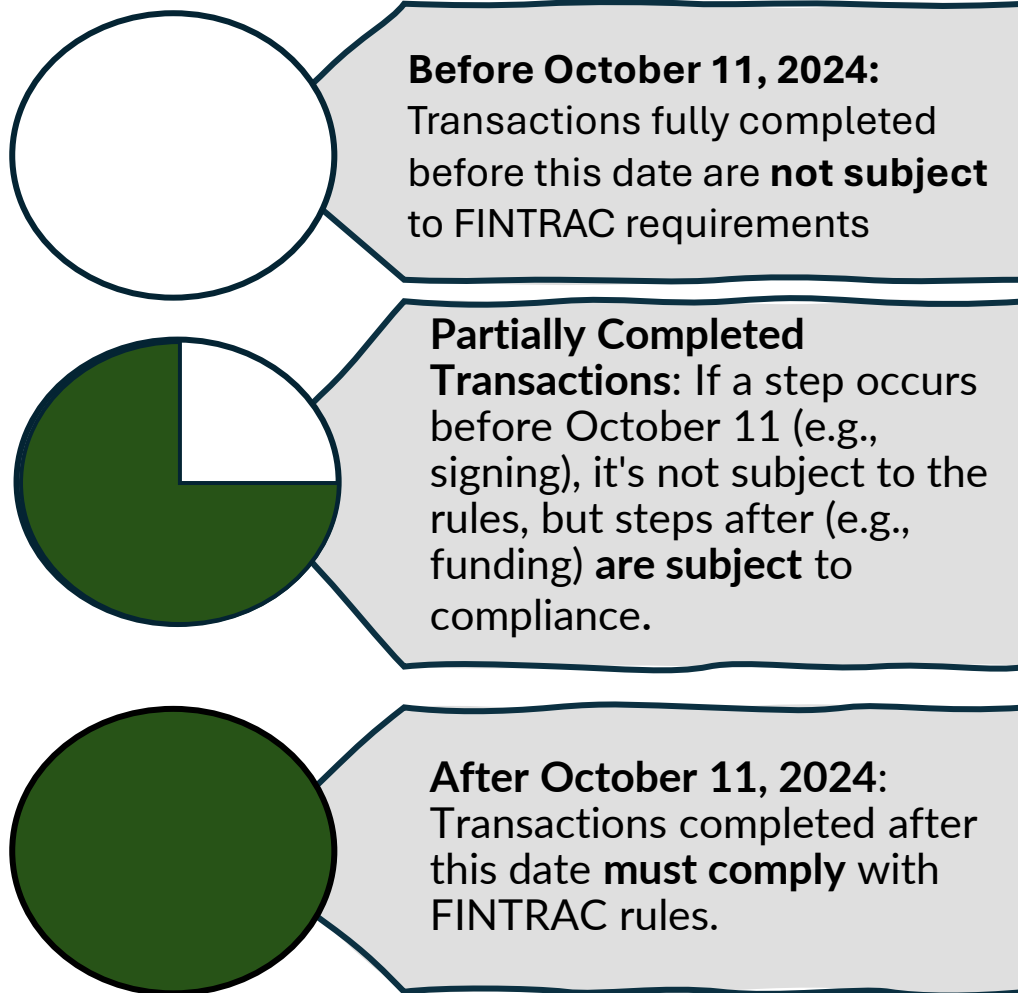 Before October 11, 2024:
Transactions fully completed
before this date are not subject
to FINTRAC requirements
Partially Completed
Transactions: If a step occurs
before October 11 (e.g.,
signing), it's not subject to the
rules, but steps after (e.g.,
funding) are subject to
compliance.
After October 11, 2024:
Transactions completed after
this date must comply with
FINTRAC rules.